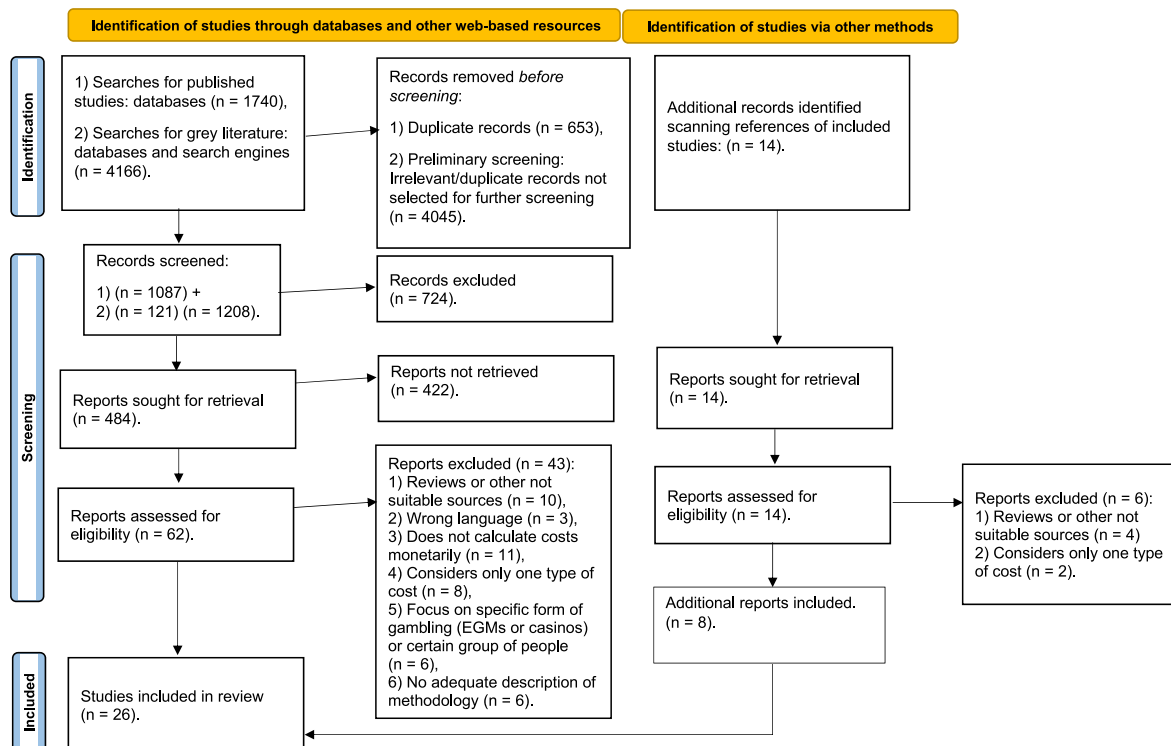 Identification of studies through databases and other web-based resources
Identification of studies via other methods
Identification
1) Searches for published
studies: databases (n = 1740),
2) Searches for grey literature:
databases and search engines
(n = 4166).
Records removed before
screening:
1) Duplicate records (n = 653),
2) Preliminary screening:
Irrelevant/duplicate records not
selected for further screening
(n = 4045).
Additional records identified
scanning references of included
studies: (n = 14).
Screening
Records screened:
1) (n = 1087) +
2) (n = 121) (n = 1208).
Records excluded
(n = 724).
Reports sought for retrieval
(n = 484).
Reports not retrieved
(n = 422).
Reports sought for retrieval
(n = 14).
Reports assessed for
eligibility (n = 62).
Reports excluded (n = 43):
1) Reviews or other not
suitable sources (n = 10),
2) Wrong language (n = 3),
3) Does not calculate costs
monetarily (n = 11),
4) Considers only one type of
cost (n = 8),
5) Focus on specific form of
gambling (EGMs or casinos)
or certain group of people
(n = 6),
6) No adequate description of
methodology (n = 6).
Reports assessed for
eligibility (n = 14).
Reports excluded (n = 6):
1) Reviews or other not
suitable sources (n = 4)
2) Considers only one type
of cost (n = 2).
Additional reports included.
(n = 8).
Included
Studies included in review
(n = 26).